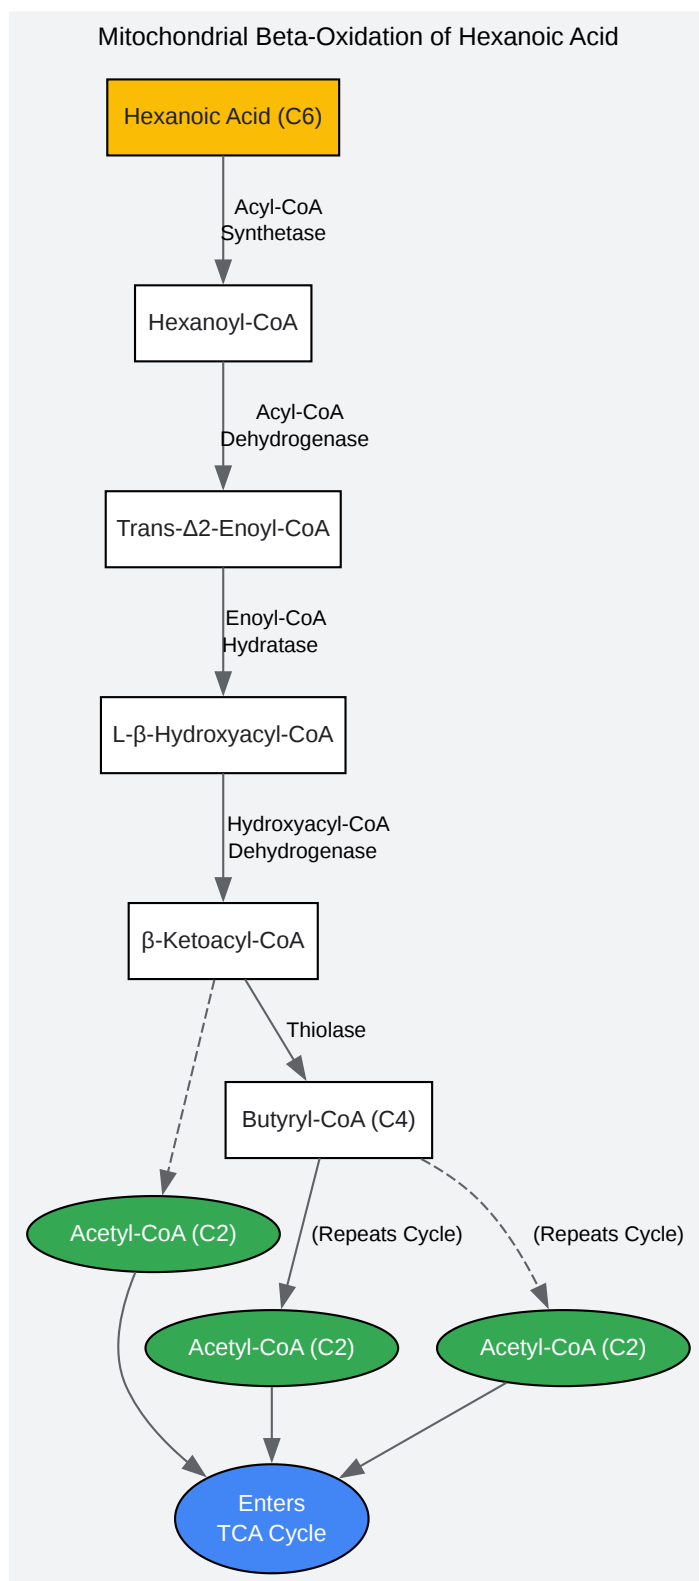 Mitochondrial Beta-Oxidation of Hexanoic Acid
Hexanoic Acid (C6)
Acyl-CoA
Synthetase
Hexanoyl-CoA
Acyl-CoA
Dehydrogenase
Trans-Δ2-Enoyl-CoA
Enoyl-CoA
Hydratase
L-β-Hydroxyacyl-CoA
Hydroxyacyl-CoA
Dehydrogenase
β-Ketoacyl-CoA
Thiolase
Butyryl-CoA (C4)
Acetyl-CoA (C2)
(Repeats Cycle)
(Repeats Cycle)
Acetyl-CoA (C2)
Acetyl-CoA (C2)
Enters
TCA Cycle